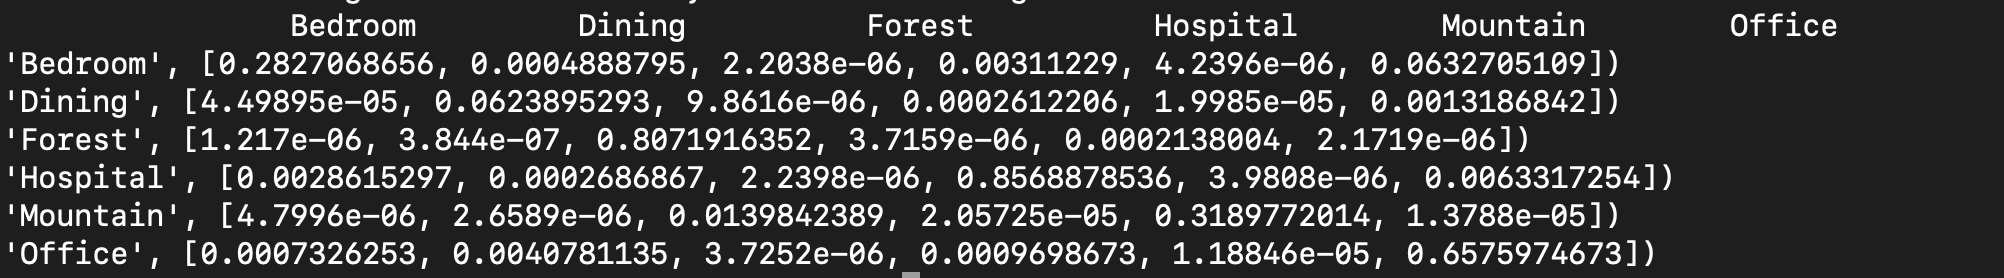 Bedroom Dining Forest Hospital Mountain Office
'Bedroom', [0.2827068656, 0.0004888795, 2.2038e-06, 0.00311229, 4.2396e-06, 0.0632705109])
'Dining', [4.49895e-05, 0.0623895293, 9.8616e-06, 0.0002612206, 1.9985e-05, 0.0013186842])
'Forest', [1.217e-06, 3.844e-07, 0.8071916352, 3.7159e-06, 0.0002138004, 2.1719e-06])
'Hospital', [0.0028615297, 0.0002686867, 2.2398e-06, 0.8568878536, 3.9808e-06, 0.0063317254])
'Mountain', [4.7996e-06, 2.6589e-06, 0.0139842389, 2.05725e-05, 0.3189772014, 1.3788e-05])
'Office', [0.0007326253, 0.0040781135, 3.7252e-06, 0.0009698673, 1.18846e-05, 0.6575974673])